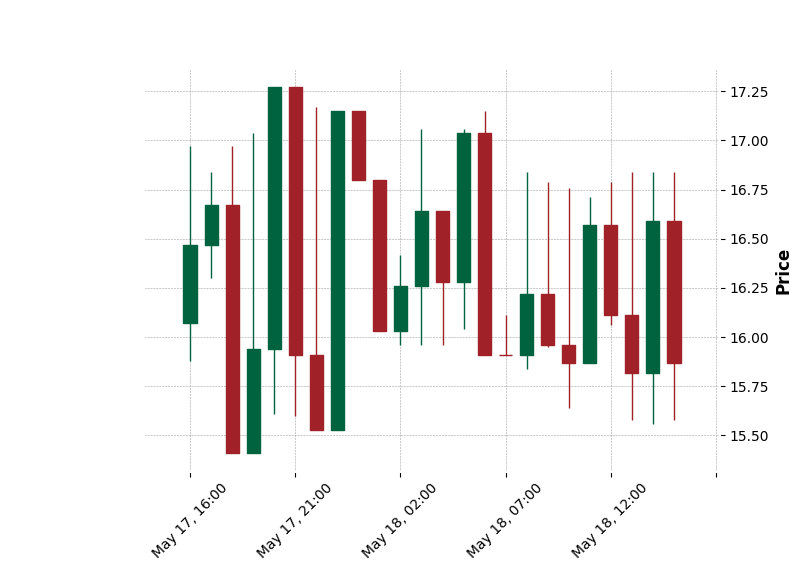 17.25
17.00
16.75
16.50
16.25
16.00
15.75
15.50
Price
May 17, 16:00
May 17, 21:00
May 18, 02:00
May 18, 07:00
May 18, 12:00